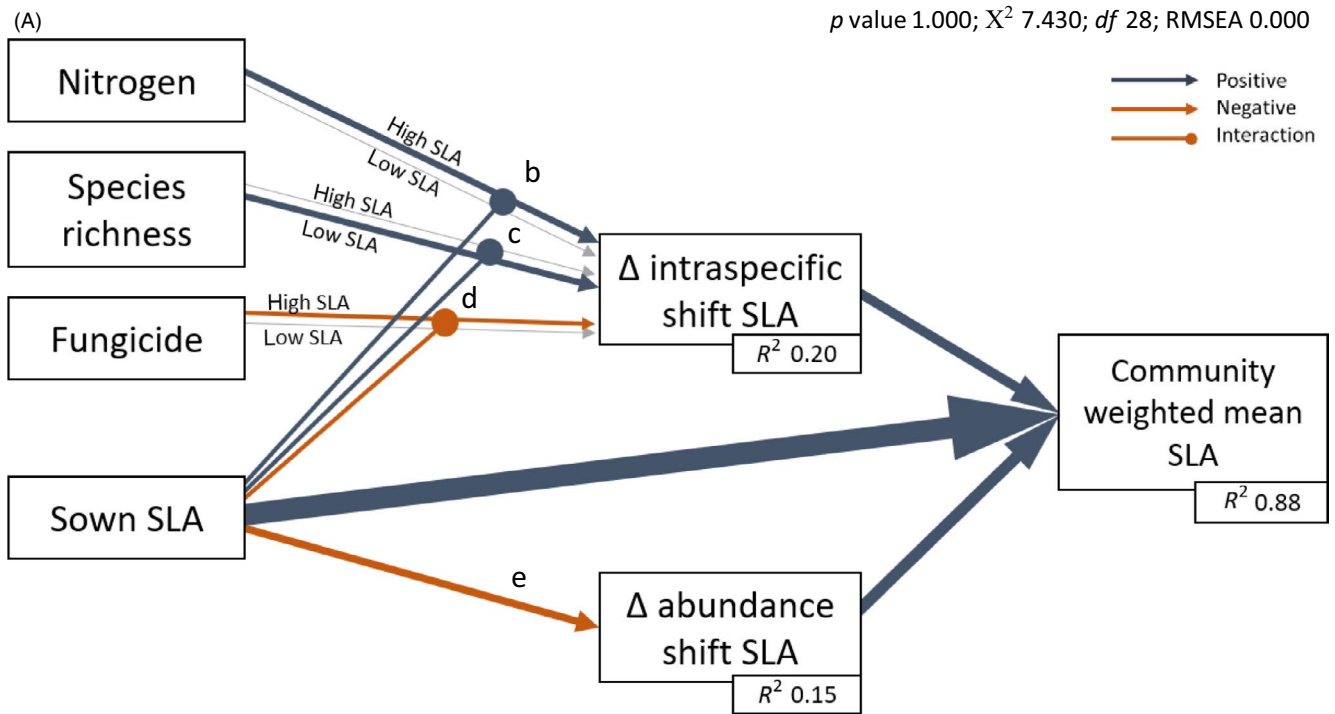 (A)
p value 1.000; X² 7.430; df 28; RMSEA 0.000
Positive
Negative
Interaction
Nitrogen
High SLA
Low SLA
b
Species
richness
High SLA
Low SLA
c
Fungicide
High SLA
Low SLA
d
Δ intraspecific
shift SLA
R² 0.20
Community
weighted mean
SLA
R² 0.88
Sown SLA
e
Δ abundance
shift SLA
R² 0.15